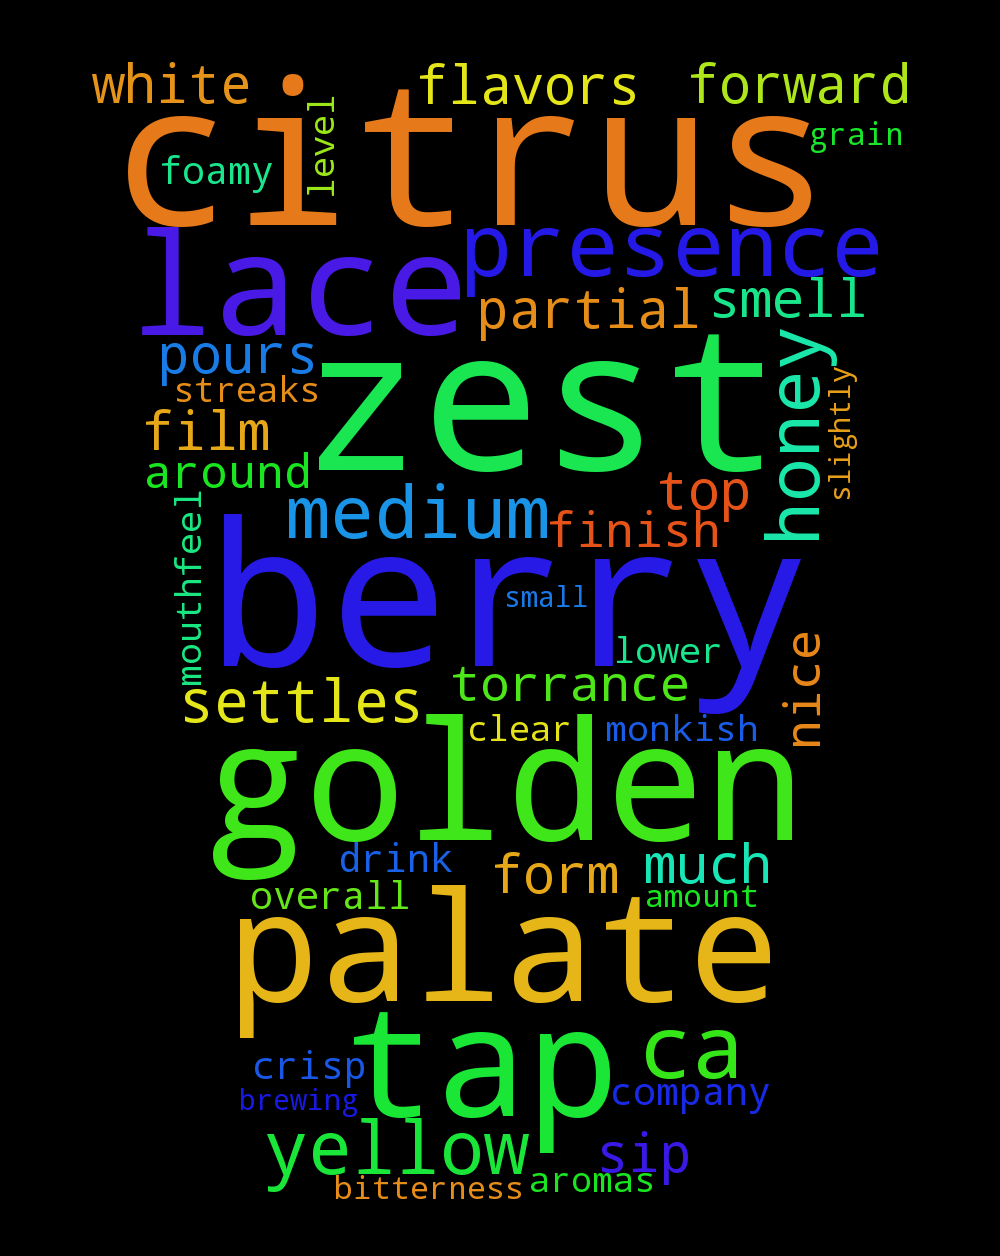 white
flavors
forward
citrus
level
grain
foamy
lace
presence
partial
smell
pours
zest
honey
streaks
slightly
film
around
medium
top
finish
mouthfeel
berry
small
lower
nice
settles
torrance
clear
monkish
golden
drink
form
much
overall
amount
palate
tap
ca
crisp
company
brewing
yellow
sip
aromas
bitterness